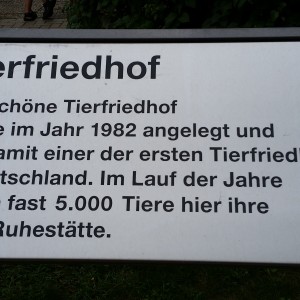 erfriedhof
chöne Tierfriedhof
e im Jahr 1982 angelegt und
amit einer der ersten Tierfried
tschland. Im Lauf der Jahre
fast 5.000 Tiere hier ihre
Ruhestätte.